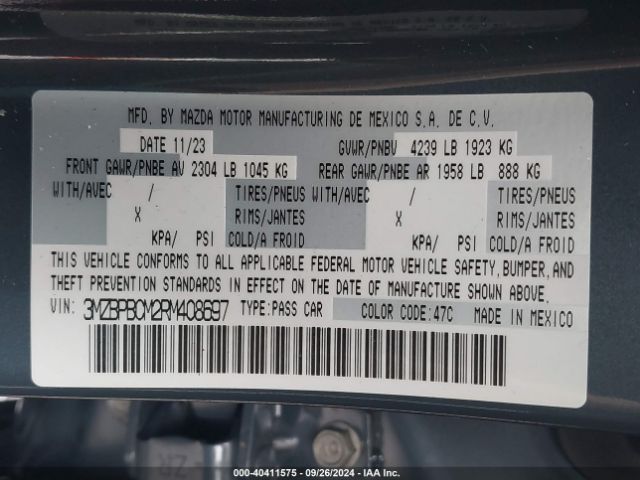 MFD. BY MAZDA MOTOR MANUFACTURING DE MEXICO S.A. DE C.V.
DATE 11/23 GVWR/PNBV 4239 LB 1923 KG
FRONT GAWR/PNBE AV 2304 LB 1045 KG REAR GAWR/PNBE AR 1958 LB 888 KG
WITH/AVEC / TIRES/PNEUS WITH/AVEC / TIRES/PNEUS
X RIMS/JANTES X RIMS/JANTES
KPA/ PSI COLD/A FROID KPA/ PSI COLD/A FROID
THIS VEHICLE CONFORMS TO ALL APPLICABLE FEDERAL MOTOR VEHICLE SAFETY, BUMPER, AND
THEFT PREVENTION STANDARDS IN EFFECT ON THE DATE OF MANUFACTURE SHOWN ABOVE.
VIN: 3MZBPBCM2RM408697 TYPE:PASS CAR COLOR CODE:47C MADE IN MEXICO
ZR
000-40411575 - 09/26/2024 - IAA Inc.